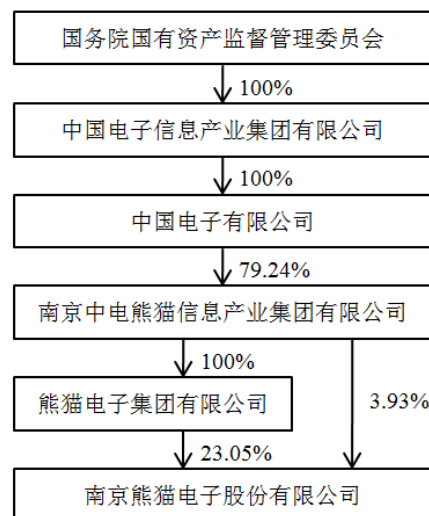 国务院国有资产监督管理委员会
100%
中国电子信息产业集团有限公司
100%
中国电子有限公司
79.24%
南京中电熊猫信息产业集团有限公司
100%
熊猫电子集团有限公司
3.93%
23.05%
南京熊猫电子股份有限公司